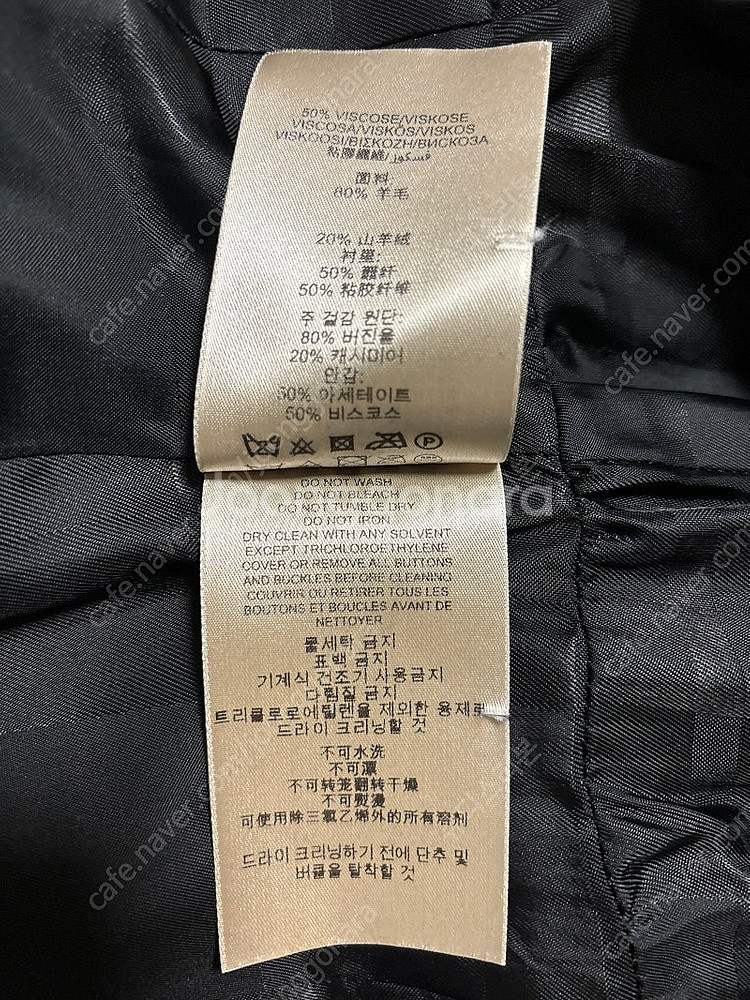 50% VISCOSE/VISKOSE
VISCOSA/VISKÓS/VISKOS
VISKOOSI/ΒΙΣΚΟΖΗ/ВИСКОЗА
粘膠纖維/فسكوز
面料
80% 羊毛
20% 山羊绒
衬里:
50% 醋纤
50% 粘胶纤维
주 겉감 원단:
80% 버진울
20% 캐시미어
안감:
50% 아세테이트
50% 비스코스
P
DO NOT WASH
DO NOT BLEACH
DO NOT TUMBLE DRY
DO NOT IRON
DRY CLEAN WITH ANY SOLVENT
EXCEPT TRICHLOROETHYLENE
COVER OR REMOVE ALL BUTTONS
AND BUCKLES BEFORE CLEANING
COUVRIR OU RETIRER TOUS LES
BOUTONS ET BOUCLES AVANT DE
NETTOYER
물세탁 금지
표백 금지
기계식 건조기 사용금지
다림질 금지
트리클로로에틸렌을 제외한 용제로
드라이 크리닝할 것
不可水洗
不可漂
不可转笼翻转干燥
不可熨烫
可使用除三氯乙烯外的所有溶剂
드라이 크리닝하기 전에 단추 및
버클을 탈착할 것
cafe.naver.com
joonggonara